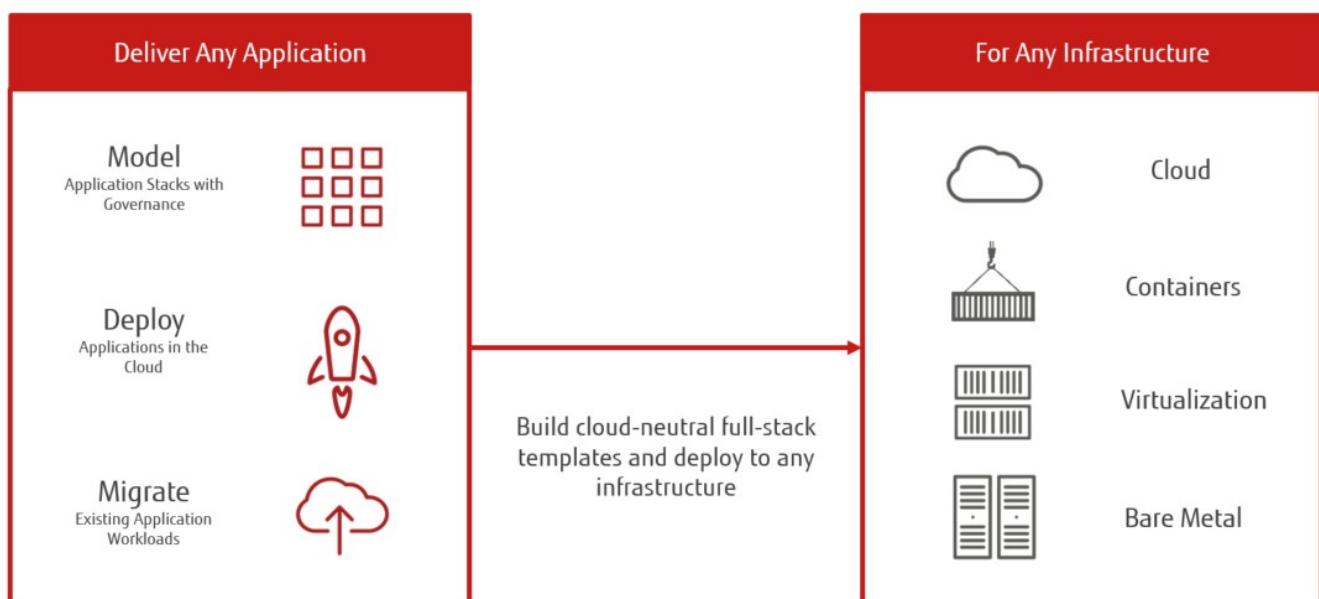 Deliver Any Application
Model
Application Stacks with
Governance
Deploy
Applications in the
Cloud
Migrate
Existing Application
Workloads
Build cloud-neutral full-stack
templates and deploy to any
infrastructure
For Any Infrastructure
Cloud
Containers
Virtualization
Bare Metal